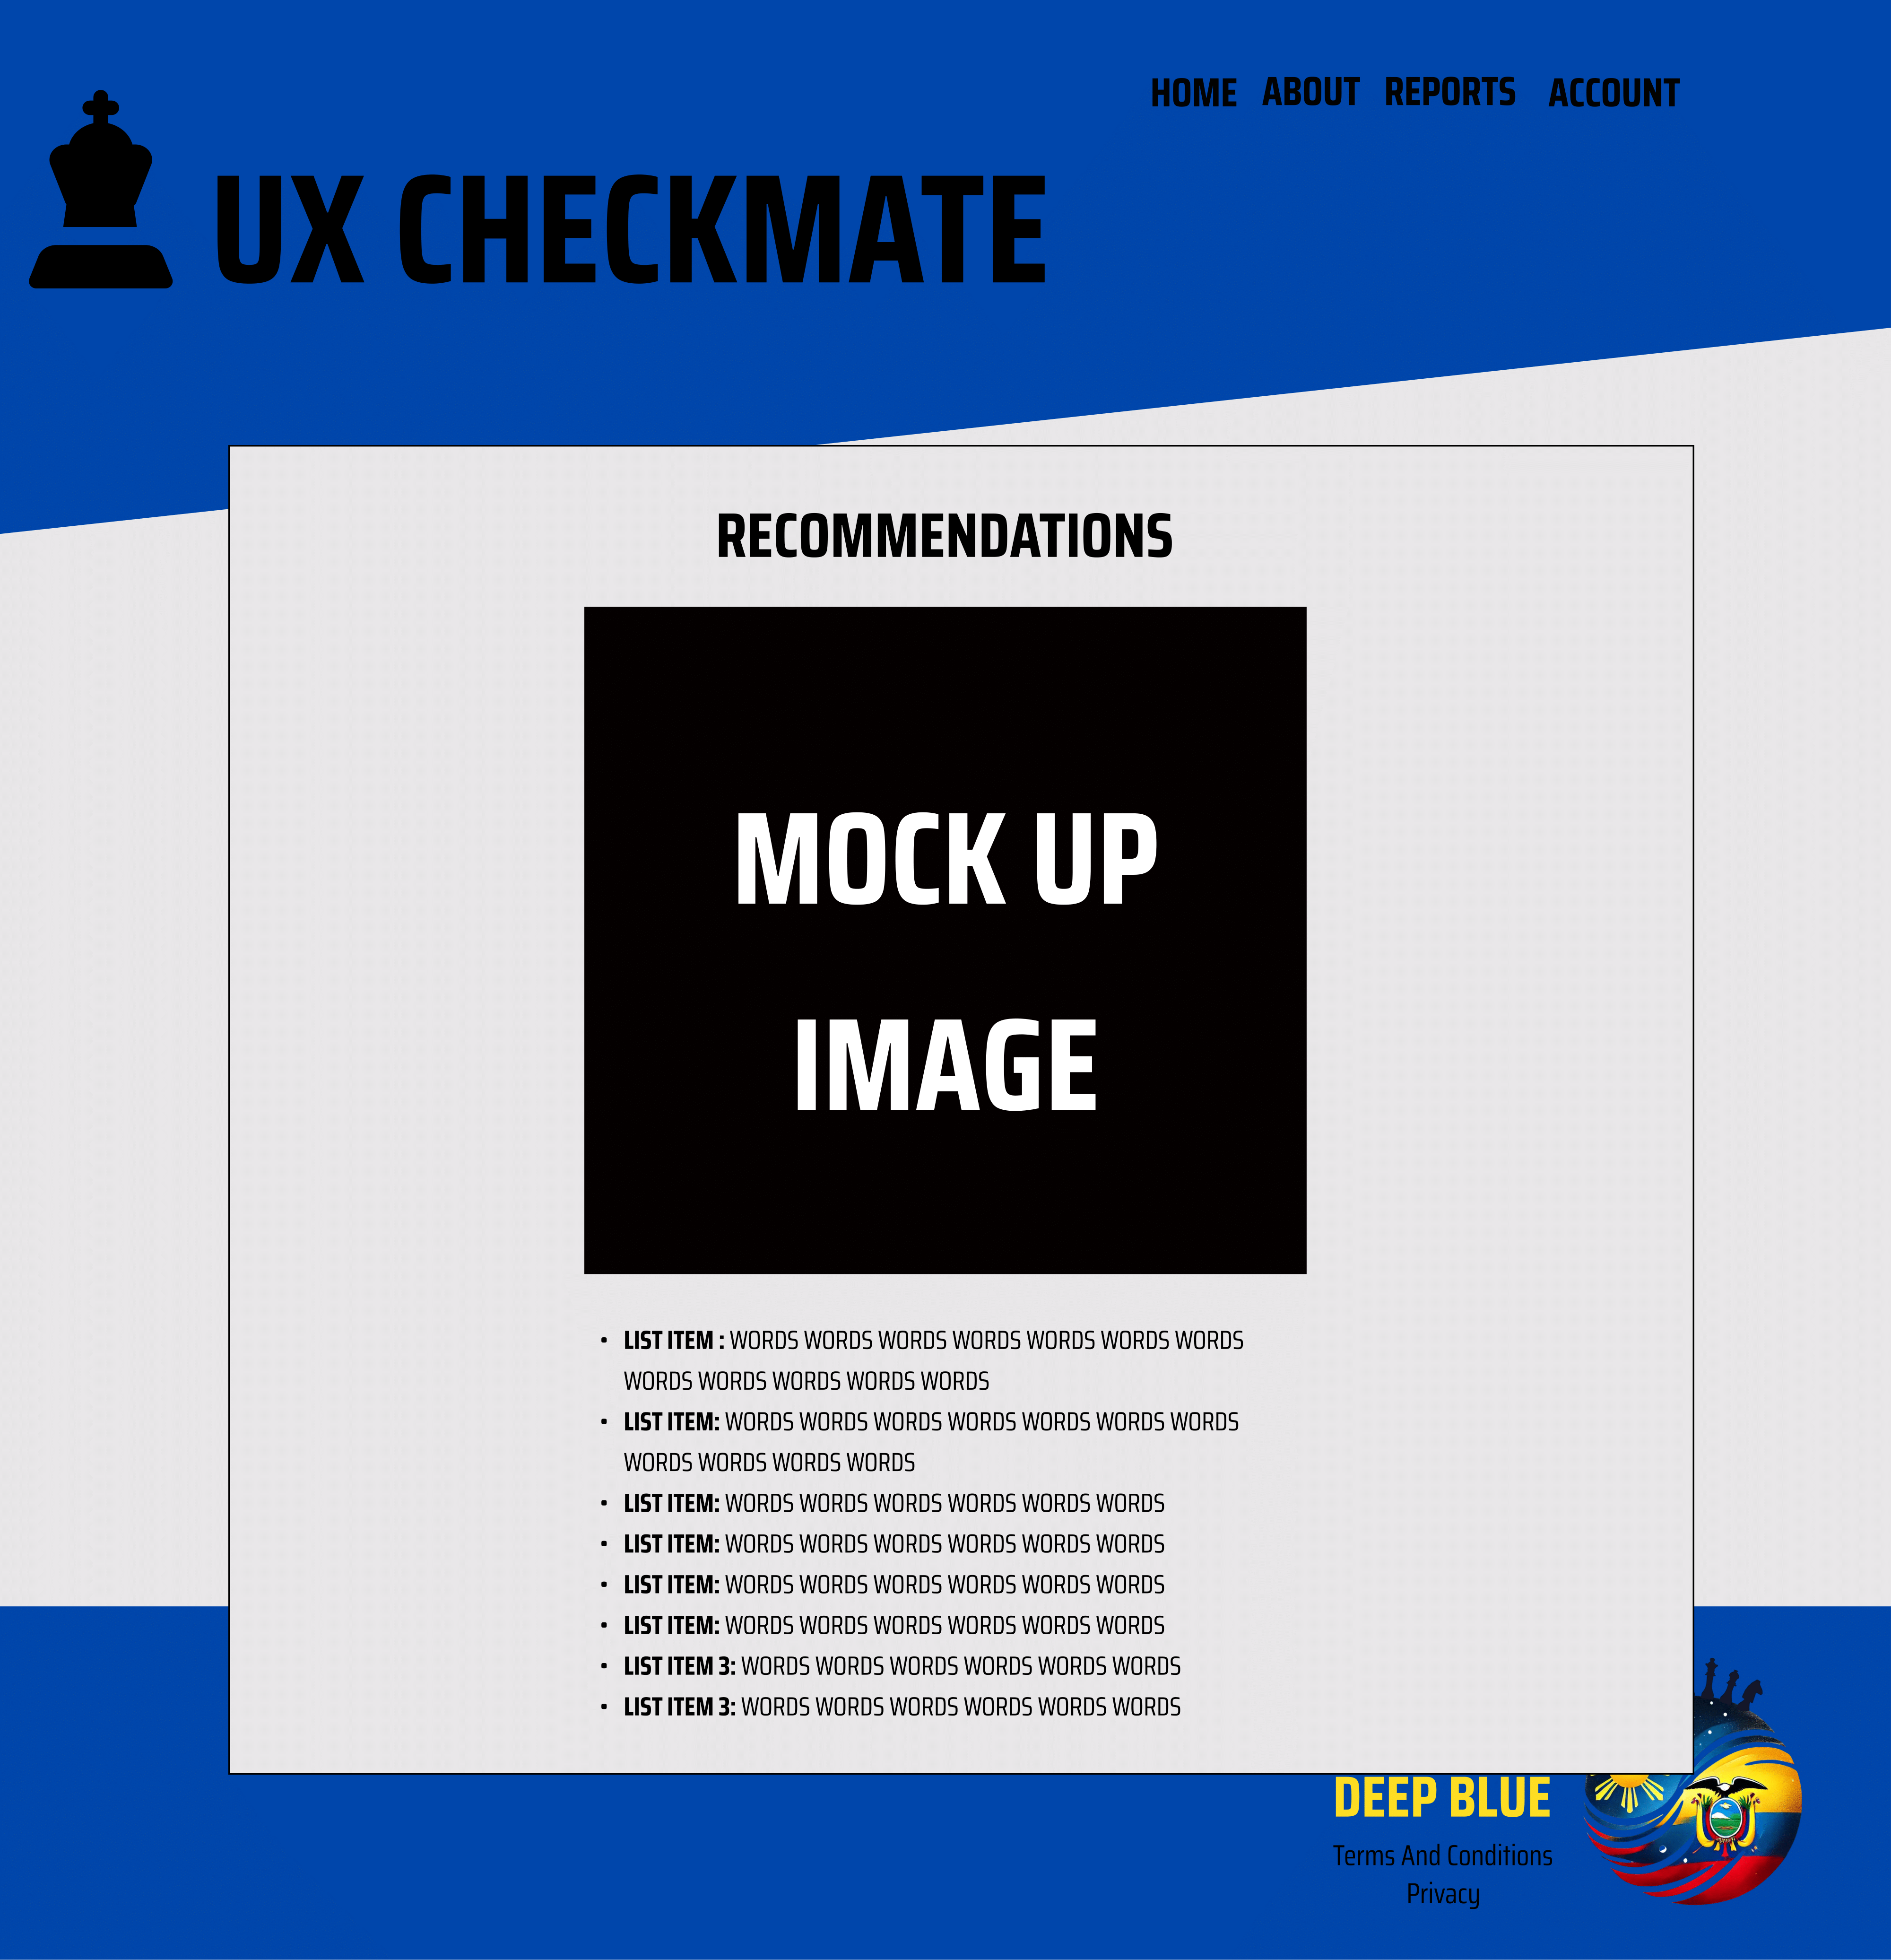 HOME ABOUT REPORTS ACCOUNT
UX CHECKMATE
RECOMMENDATIONS
MOCK UP
IMAGE
• LIST ITEM : WORDS WORDS WORDS WORDS WORDS WORDS WORDS
WORDS WORDS WORDS WORDS WORDS
• LIST ITEM: WORDS WORDS WORDS WORDS WORDS WORDS WORDS
WORDS WORDS WORDS WORDS
• LIST ITEM: WORDS WORDS WORDS WORDS WORDS WORDS
• LIST ITEM: WORDS WORDS WORDS WORDS WORDS WORDS
• LIST ITEM: WORDS WORDS WORDS WORDS WORDS WORDS
• LIST ITEM: WORDS WORDS WORDS WORDS WORDS WORDS
• LIST ITEM 3: WORDS WORDS WORDS WORDS WORDS WORDS
• LIST ITEM 3: WORDS WORDS WORDS WORDS WORDS WORDS
DEEP BLUE
Terms And Conditions
Privacy